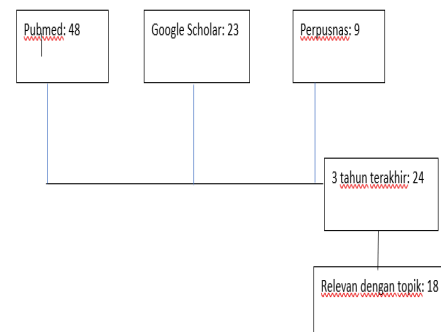 Pubmed: 48
Google Scholar: 23
Perpusnas: 9
3 tahun terakhir: 24
Relevan dengan topik: 18